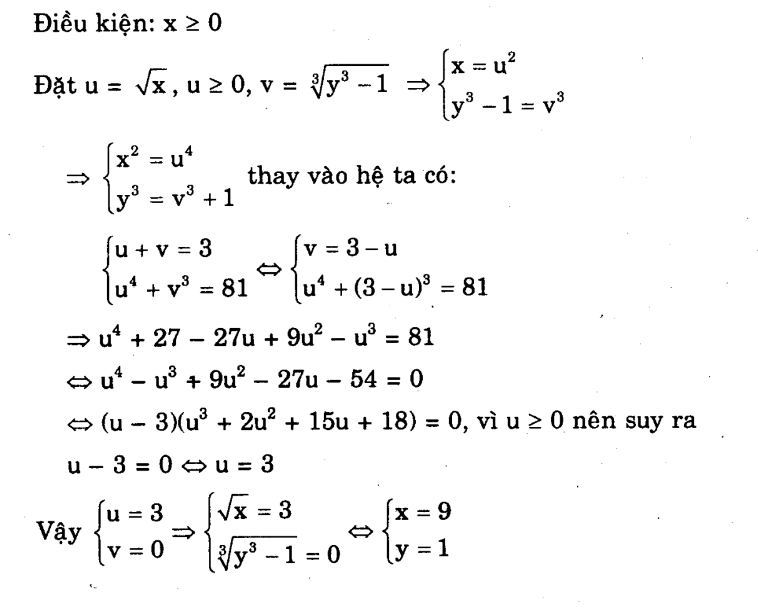 Điều kiện: x ≥ 0
Đặt u = √x, u ≥ 0, v = ∛(y³ − 1) ⇒ { x = u²
y³ − 1 = v³
⇒ { x² = u⁴
y³ = v³ + 1 thay vào hệ ta có:
{ u + v = 3
u⁴ + v³ = 81 ⇔ { v = 3 − u
u⁴ + (3 − u)³ = 81
⇒ u⁴ + 27 − 27u + 9u² − u³ = 81
⇔ u⁴ − u³ + 9u² − 27u − 54 = 0
⇔ (u − 3)(u³ + 2u² + 15u + 18) = 0, vì u ≥ 0 nên suy ra
u − 3 = 0 ⇔ u = 3
Vậy { u = 3
v = 0 ⇒ { √x = 3
∛(y³ − 1) = 0 ⇔ { x = 9
y = 1